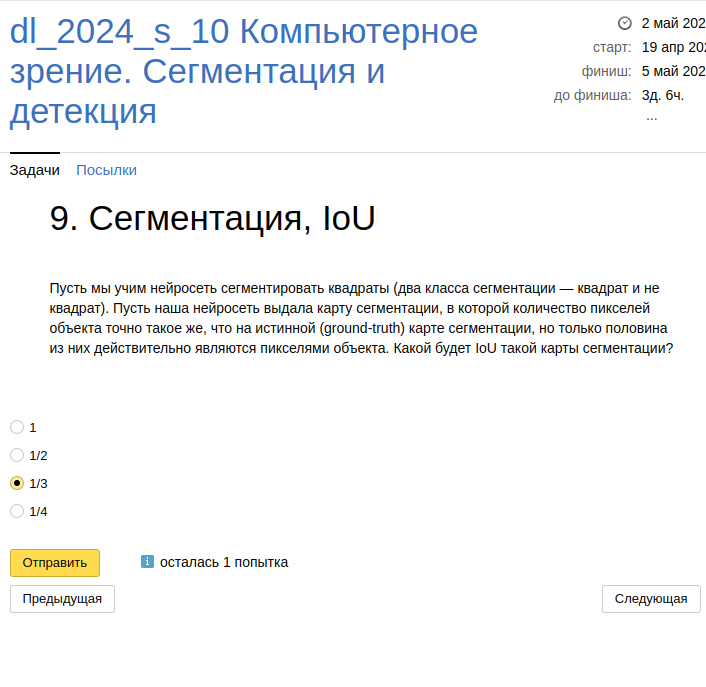 dl_2024_s_10 Компьютерное
зрение. Сегментация и
детекция
2 май 202
старт: 19 апр 202
финиш: 5 май 202
до финиша: 3д. 6ч.
...
Задачи Посылки
9. Сегментация, IoU
Пусть мы учим нейросеть сегментировать квадраты (два класса сегментации — квадрат и не
квадрат). Пусть наша нейросеть выдала карту сегментации, в которой количество пикселей
объекта точно такое же, что на истинной (ground-truth) карте сегментации, но только половина
из них действительно являются пикселями объекта. Какой будет IoU такой карты сегментации?
1
1/2
1/3
1/4
Отправить осталась 1 попытка
Предыдущая Следующая